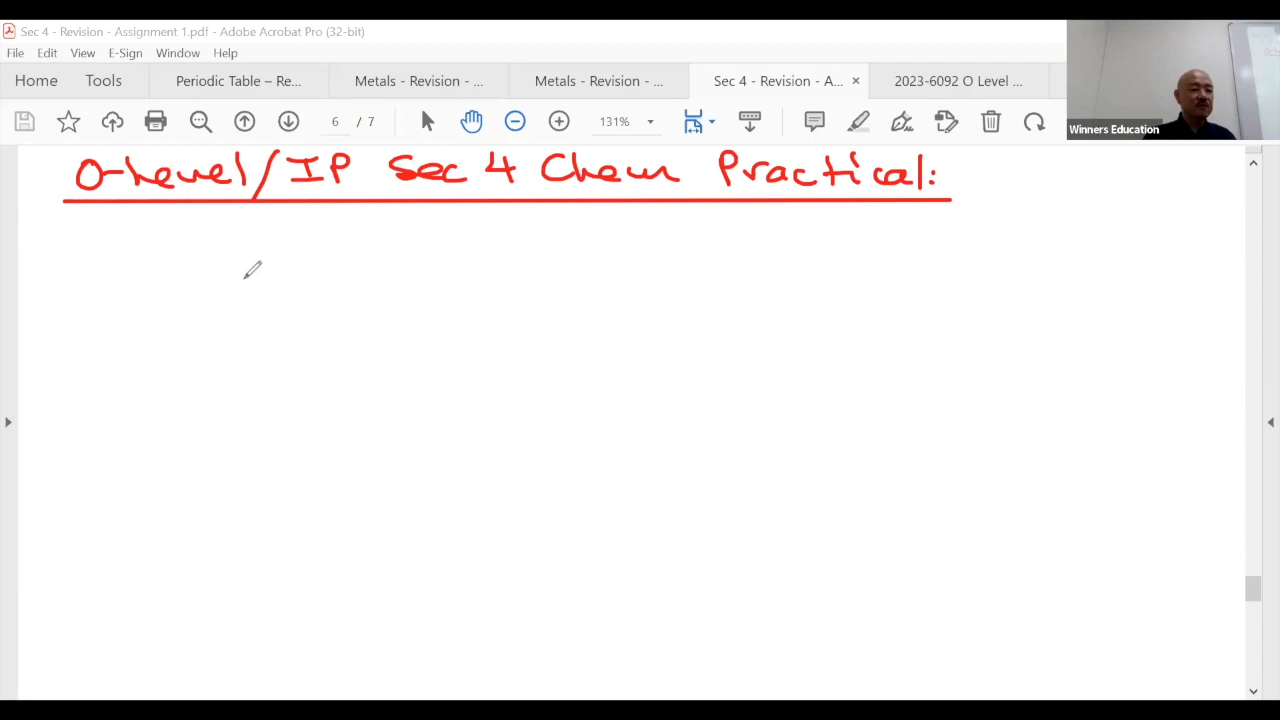 Sec 4 - Revision - Assignment 1.pdf - Adobe Acrobat Pro (32-bit)
File Edit View E-Sign Window Help
Home Tools Periodic Table – Re... Metals - Revision - ... Metals - Revision - ... Sec 4 - Revision - A... × 2023-6092 O Level ...
6 / 7 131%
Winners Education
O-Level/IP Sec 4 Chem Practical: